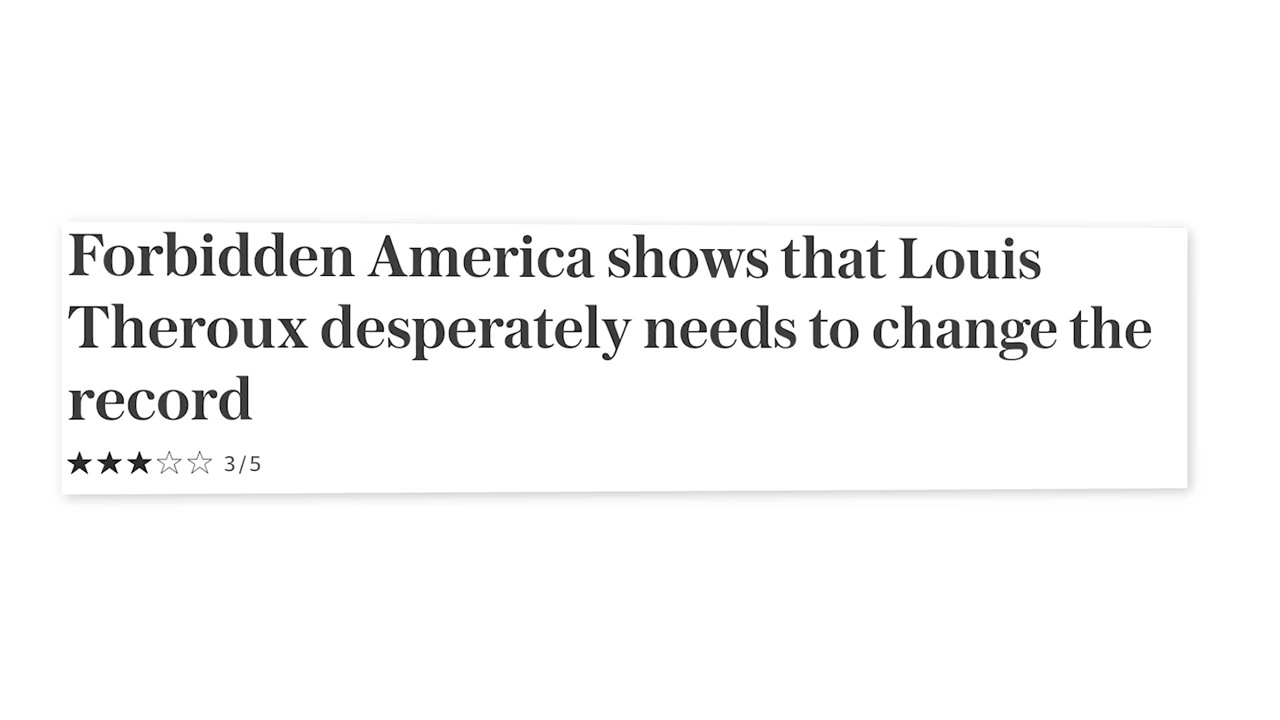 Forbidden America shows that Louis
Theroux desperately needs to change the
record
★★★☆☆ 3/5